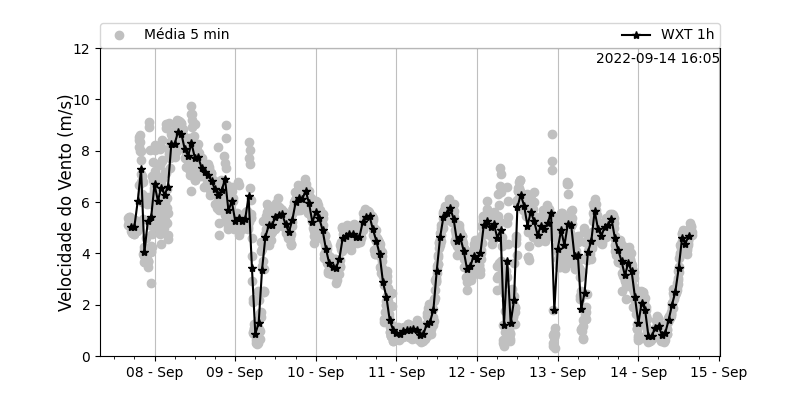 Média 5 min
WXT 1h
2022-09-14 16:05
Velocidade do Vento (m/s)
12
10
8
6
4
2
0
08 - Sep
09 - Sep
10 - Sep
11 - Sep
12 - Sep
13 - Sep
14 - Sep
15 - Sep